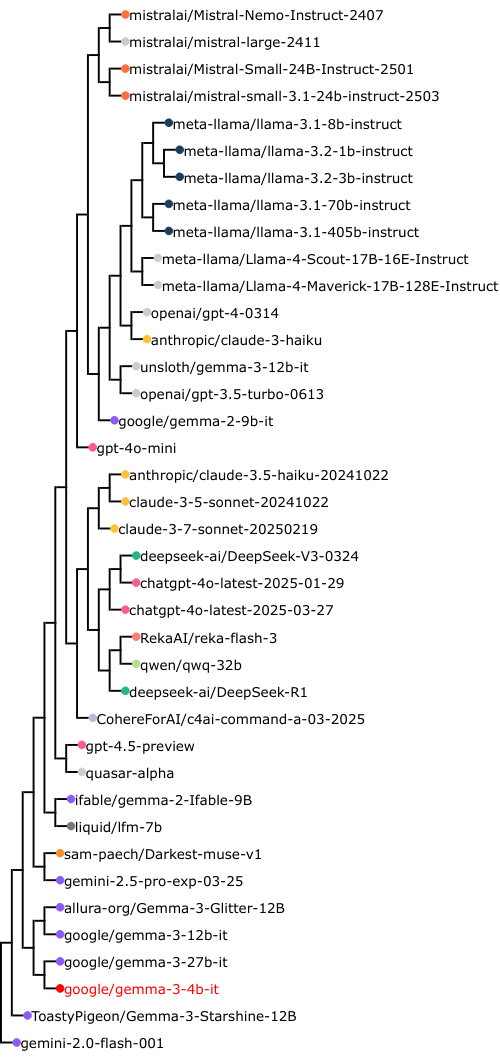 mistralai/Mistral-Nemo-Instruct-2407
mistralai/mistral-large-2411
mistralai/Mistral-Small-24B-Instruct-2501
mistralai/mistral-small-3.1-24b-instruct-2503
meta-llama/llama-3.1-8b-instruct
meta-llama/llama-3.2-1b-instruct
meta-llama/llama-3.2-3b-instruct
meta-llama/llama-3.1-70b-instruct
meta-llama/llama-3.1-405b-instruct
meta-llama/Llama-4-Scout-17B-16E-Instruct
meta-llama/Llama-4-Maverick-17B-128E-Instruct
openai/gpt-4-0314
anthropic/claude-3-haiku
unsloth/gemma-3-12b-it
openai/gpt-3.5-turbo-0613
google/gemma-2-9b-it
gpt-4o-mini
anthropic/claude-3.5-haiku-20241022
claude-3-5-sonnet-20241022
claude-3-7-sonnet-20250219
deepseek-ai/DeepSeek-V3-0324
chatgpt-4o-latest-2025-01-29
chatgpt-4o-latest-2025-03-27
RekaAI/reka-flash-3
qwen/qwq-32b
deepseek-ai/DeepSeek-R1
CohereForAI/c4ai-command-a-03-2025
gpt-4.5-preview
quasar-alpha
ifable/gemma-2-Ifable-9B
liquid/lfm-7b
sam-paech/Darkest-muse-v1
gemini-2.5-pro-exp-03-25
allura-org/Gemma-3-Glitter-12B
google/gemma-3-12b-it
google/gemma-3-27b-it
google/gemma-3-4b-it
ToastyPigeon/Gemma-3-Starshine-12B
gemini-2.0-flash-001